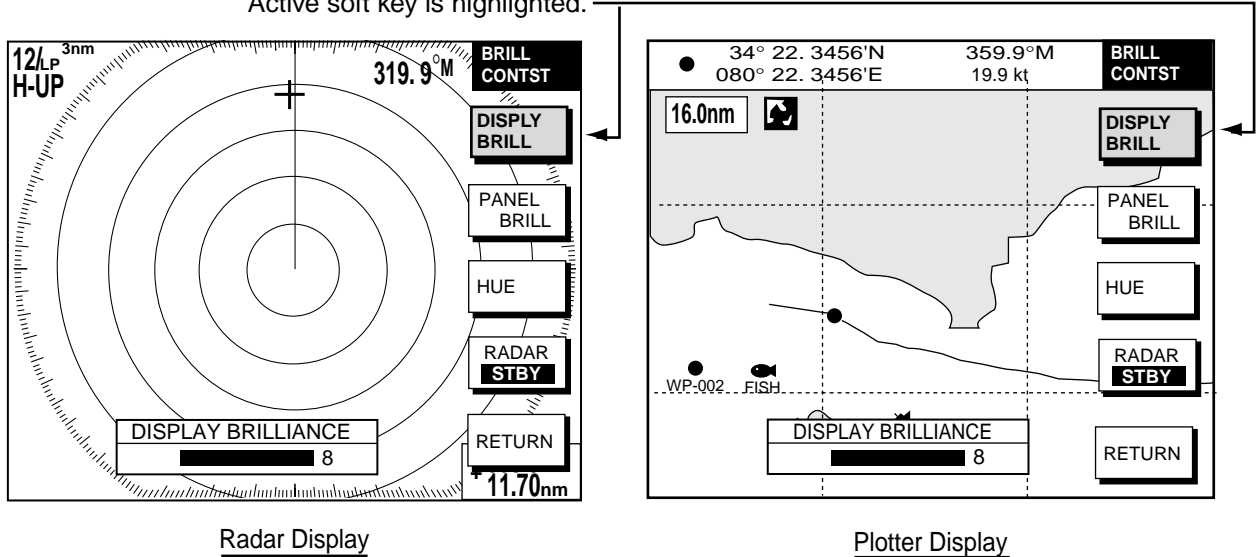 Active soft key is highlighted.
12/LP 3nm
H-UP
319. 9°M
BRILL
CONTST
DISPLY
BRILL
PANEL
BRILL
HUE
RADAR
STBY
RETURN
DISPLAY BRILLIANCE
8
+ 11.70nm
Radar Display
34° 22. 3456'N
080° 22. 3456'E
359.9°M
19.9 kt
BRILL
CONTST
16.0nm
DISPLY
BRILL
PANEL
BRILL
HUE
RADAR
STBY
RETURN
WP-002
FISH
DISPLAY BRILLIANCE
8
Plotter Display